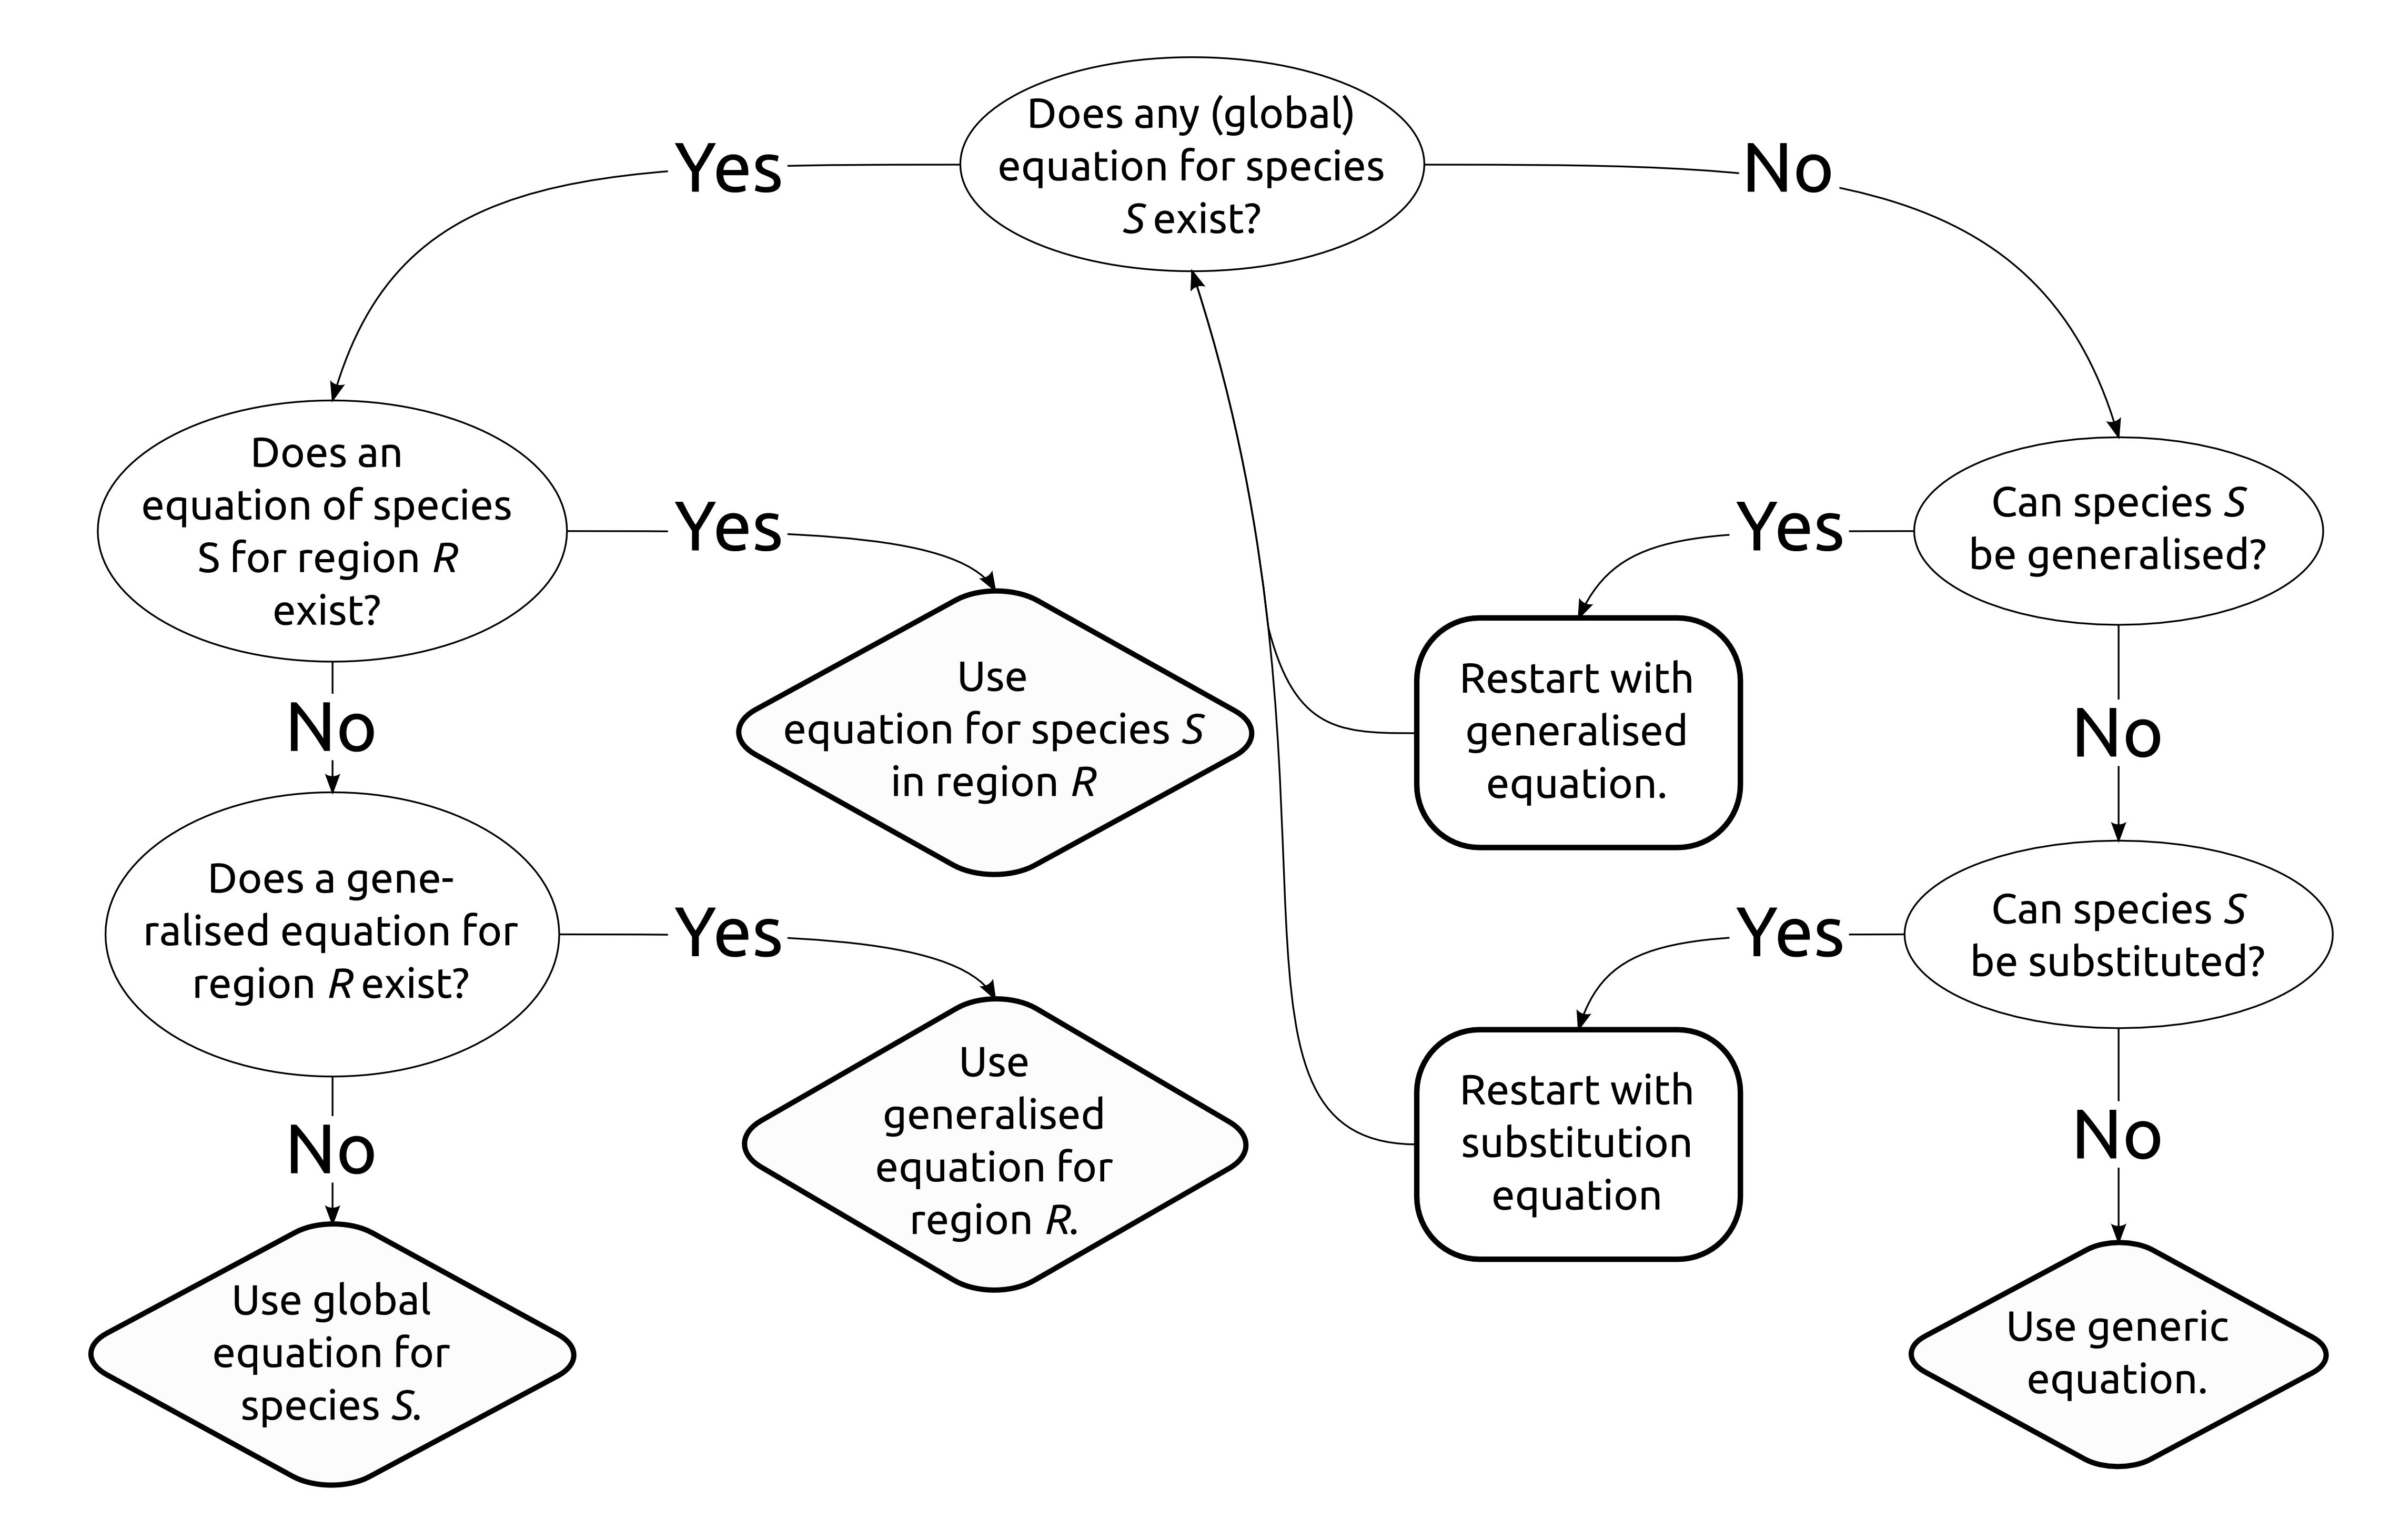 Does any (global)
equation for species
S exist?
Yes
No
Does an
equation of species
S for region R
exist?
Yes
Use
equation for species S
in region R
No
Does a gene-
ralised equation for
region R exist?
Yes
Use
generalised
equation for
region R.
No
Use global
equation for
species S.
Can species S
be generalised?
Yes
Restart with
generalised
equation.
No
Can species S
be substituted?
Yes
Restart with
substitution
equation
No
Use generic
equation.